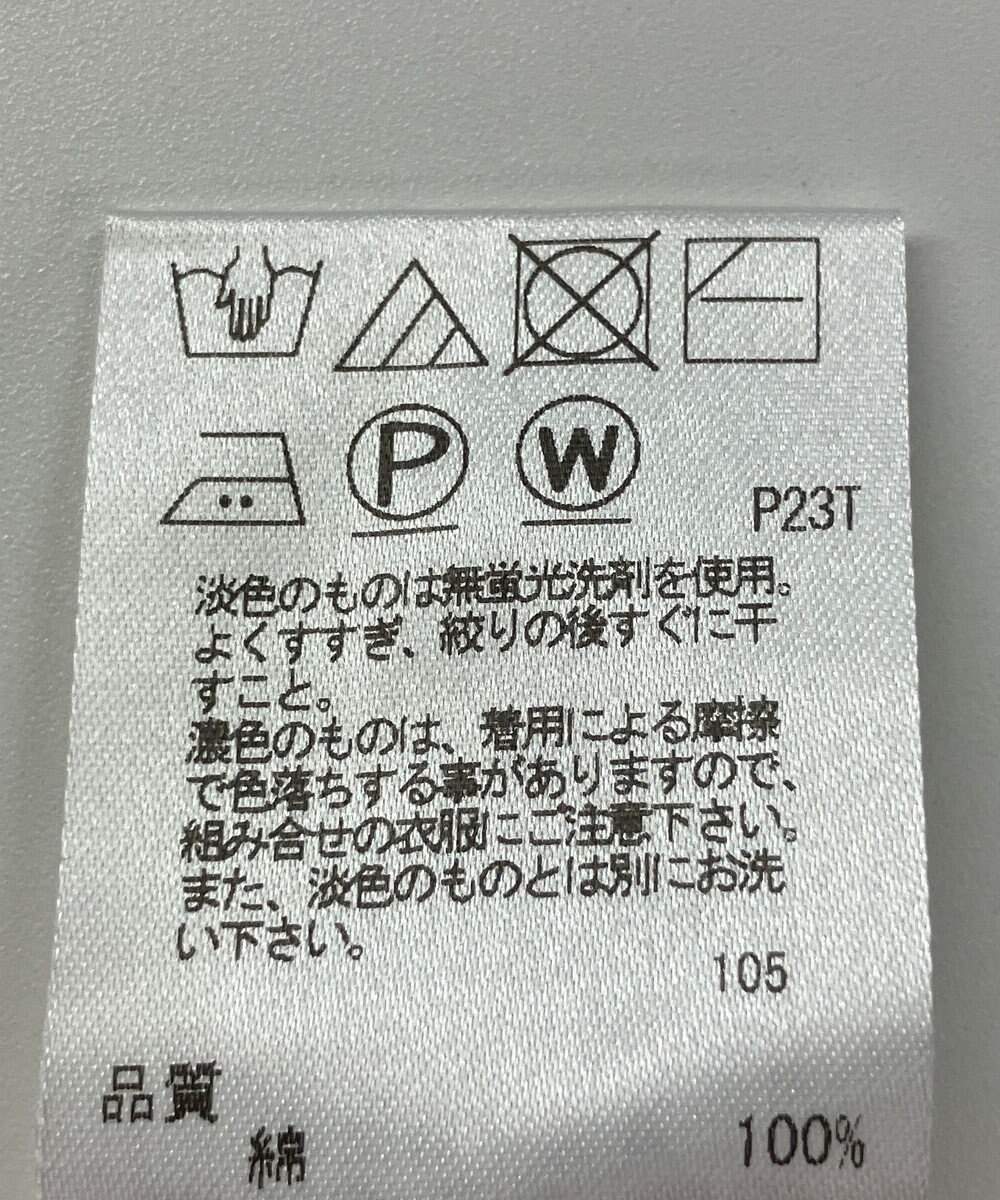 P
W
P23T
淡色のものは無蛍光洗剤を使用。
よくすすぎ、絞りの後すぐに干
すこと。
濃色のものは、着用による摩擦
で色落ちする事がありますので、
組み合せの衣服にご注意下さい。
また、淡色のものとは別にお洗
い下さい。
105
品質
綿 100%